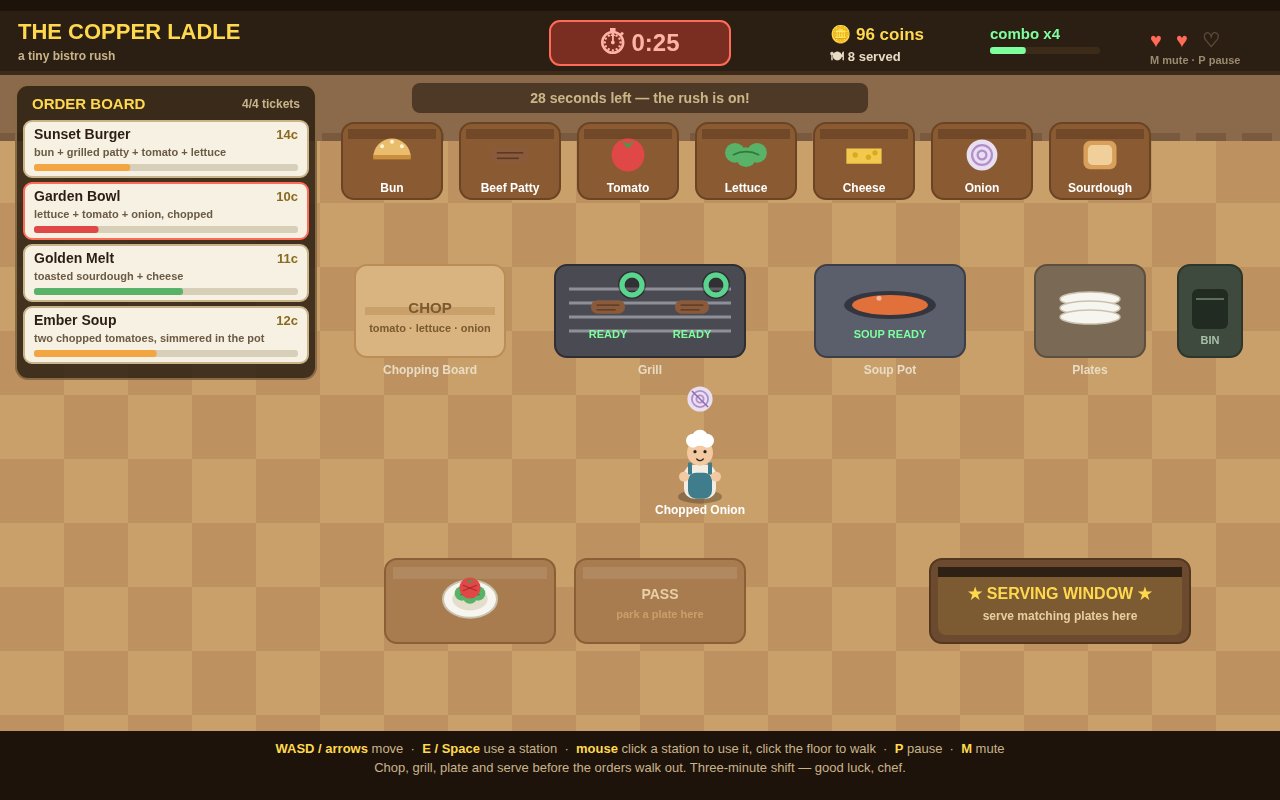 THE COPPER LADLE
a tiny bistro rush
0:25
96 coins
8 served
combo x4
M mute · P pause
ORDER BOARD
4/4 tickets
Sunset Burger 14c
bun + grilled patty + tomato + lettuce
Garden Bowl 10c
lettuce + tomato + onion, chopped
Golden Melt 11c
toasted sourdough + cheese
Ember Soup 12c
two chopped tomatoes, simmered in the pot
28 seconds left — the rush is on!
Bun
Beef Patty
Tomato
Lettuce
Cheese
Onion
Sourdough
CHOP
tomato · lettuce · onion
Chopping Board
READY
READY
Grill
SOUP READY
Soup Pot
Plates
BIN
Chopped Onion
PASS
park a plate here
★ SERVING WINDOW ★
serve matching plates here
WASD / arrows move · E / Space use a station · mouse click a station to use it, click the floor to walk · P pause · M mute
Chop, grill, plate and serve before the orders walk out. Three-minute shift — good luck, chef.